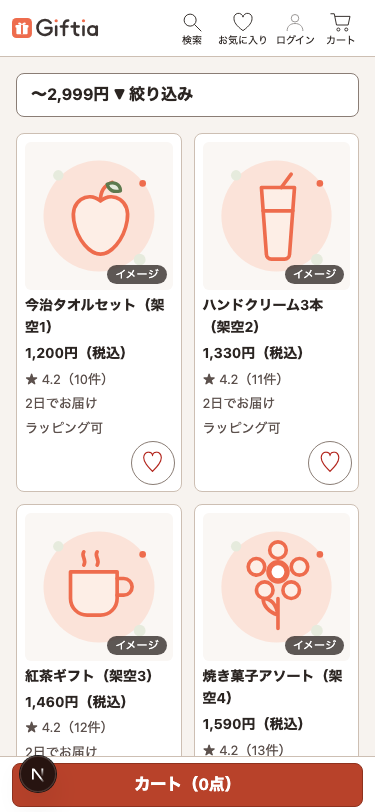 Giftia
検索
お気に入り
ログイン
カート
〜2,999円 ▼ 絞り込み
イメージ
今治タオルセット（架
空1）
1,200円（税込）
★ 4.2（10件）
2日でお届け
ラッピング可
イメージ
ハンドクリーム3本
（架空2）
1,330円（税込）
★ 4.2（11件）
2日でお届け
ラッピング可
イメージ
紅茶ギフト（架空3）
1,460円（税込）
★ 4.2（12件）
2日でお届け
イメージ
焼き菓子アソート（架
空4）
1,590円（税込）
★ 4.2（13件）
N
カート（0点）